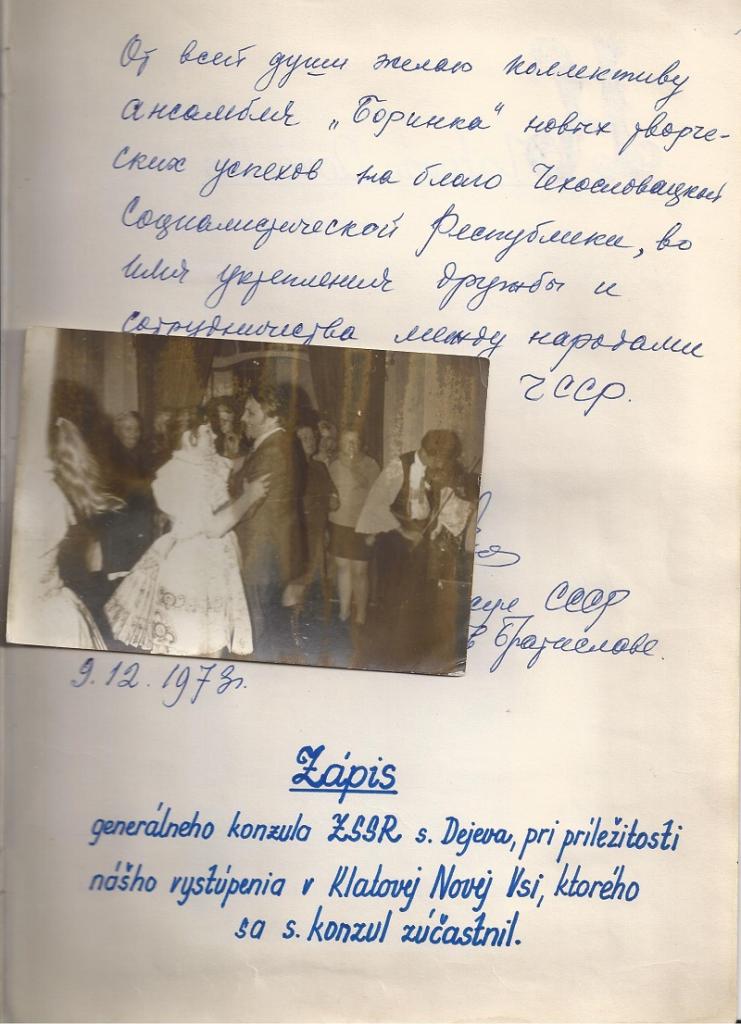 От всей души желаю коллективу
ансамбля „Боринка“ новых творче-
ских успехов на благо Чехословацкой
Социалистической Республики, во
имя укрепления дружбы и
сотрудничества между народами
ЧССР.
СССР
в Братиславе.
9.12.1973г.
Zápis
generálneho konzula ZSSR s. Dejeva, pri príležitosti
nášho vystúpenia v Klatovej Novej Vsi, ktorého
sa s. konzul zúčastnil.